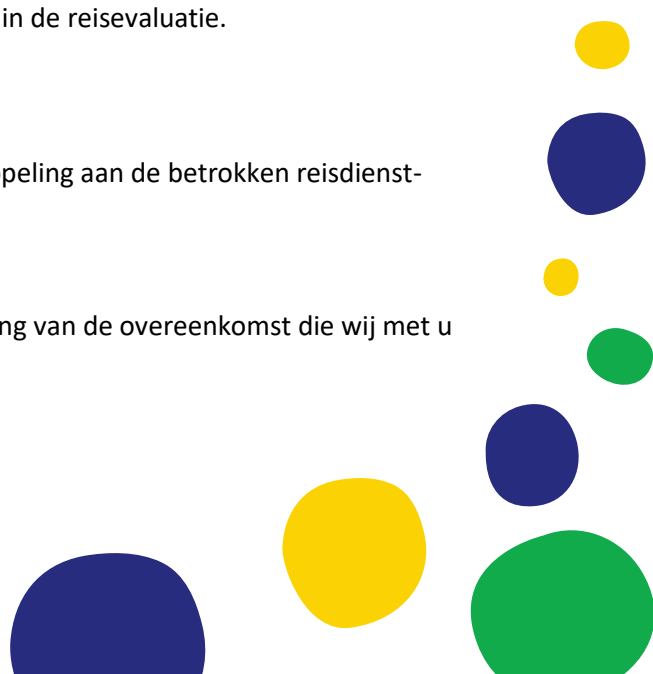 in de reisevaluatie.
peling aan de betrokken reisdienst-
ng van de overeenkomst die wij met u